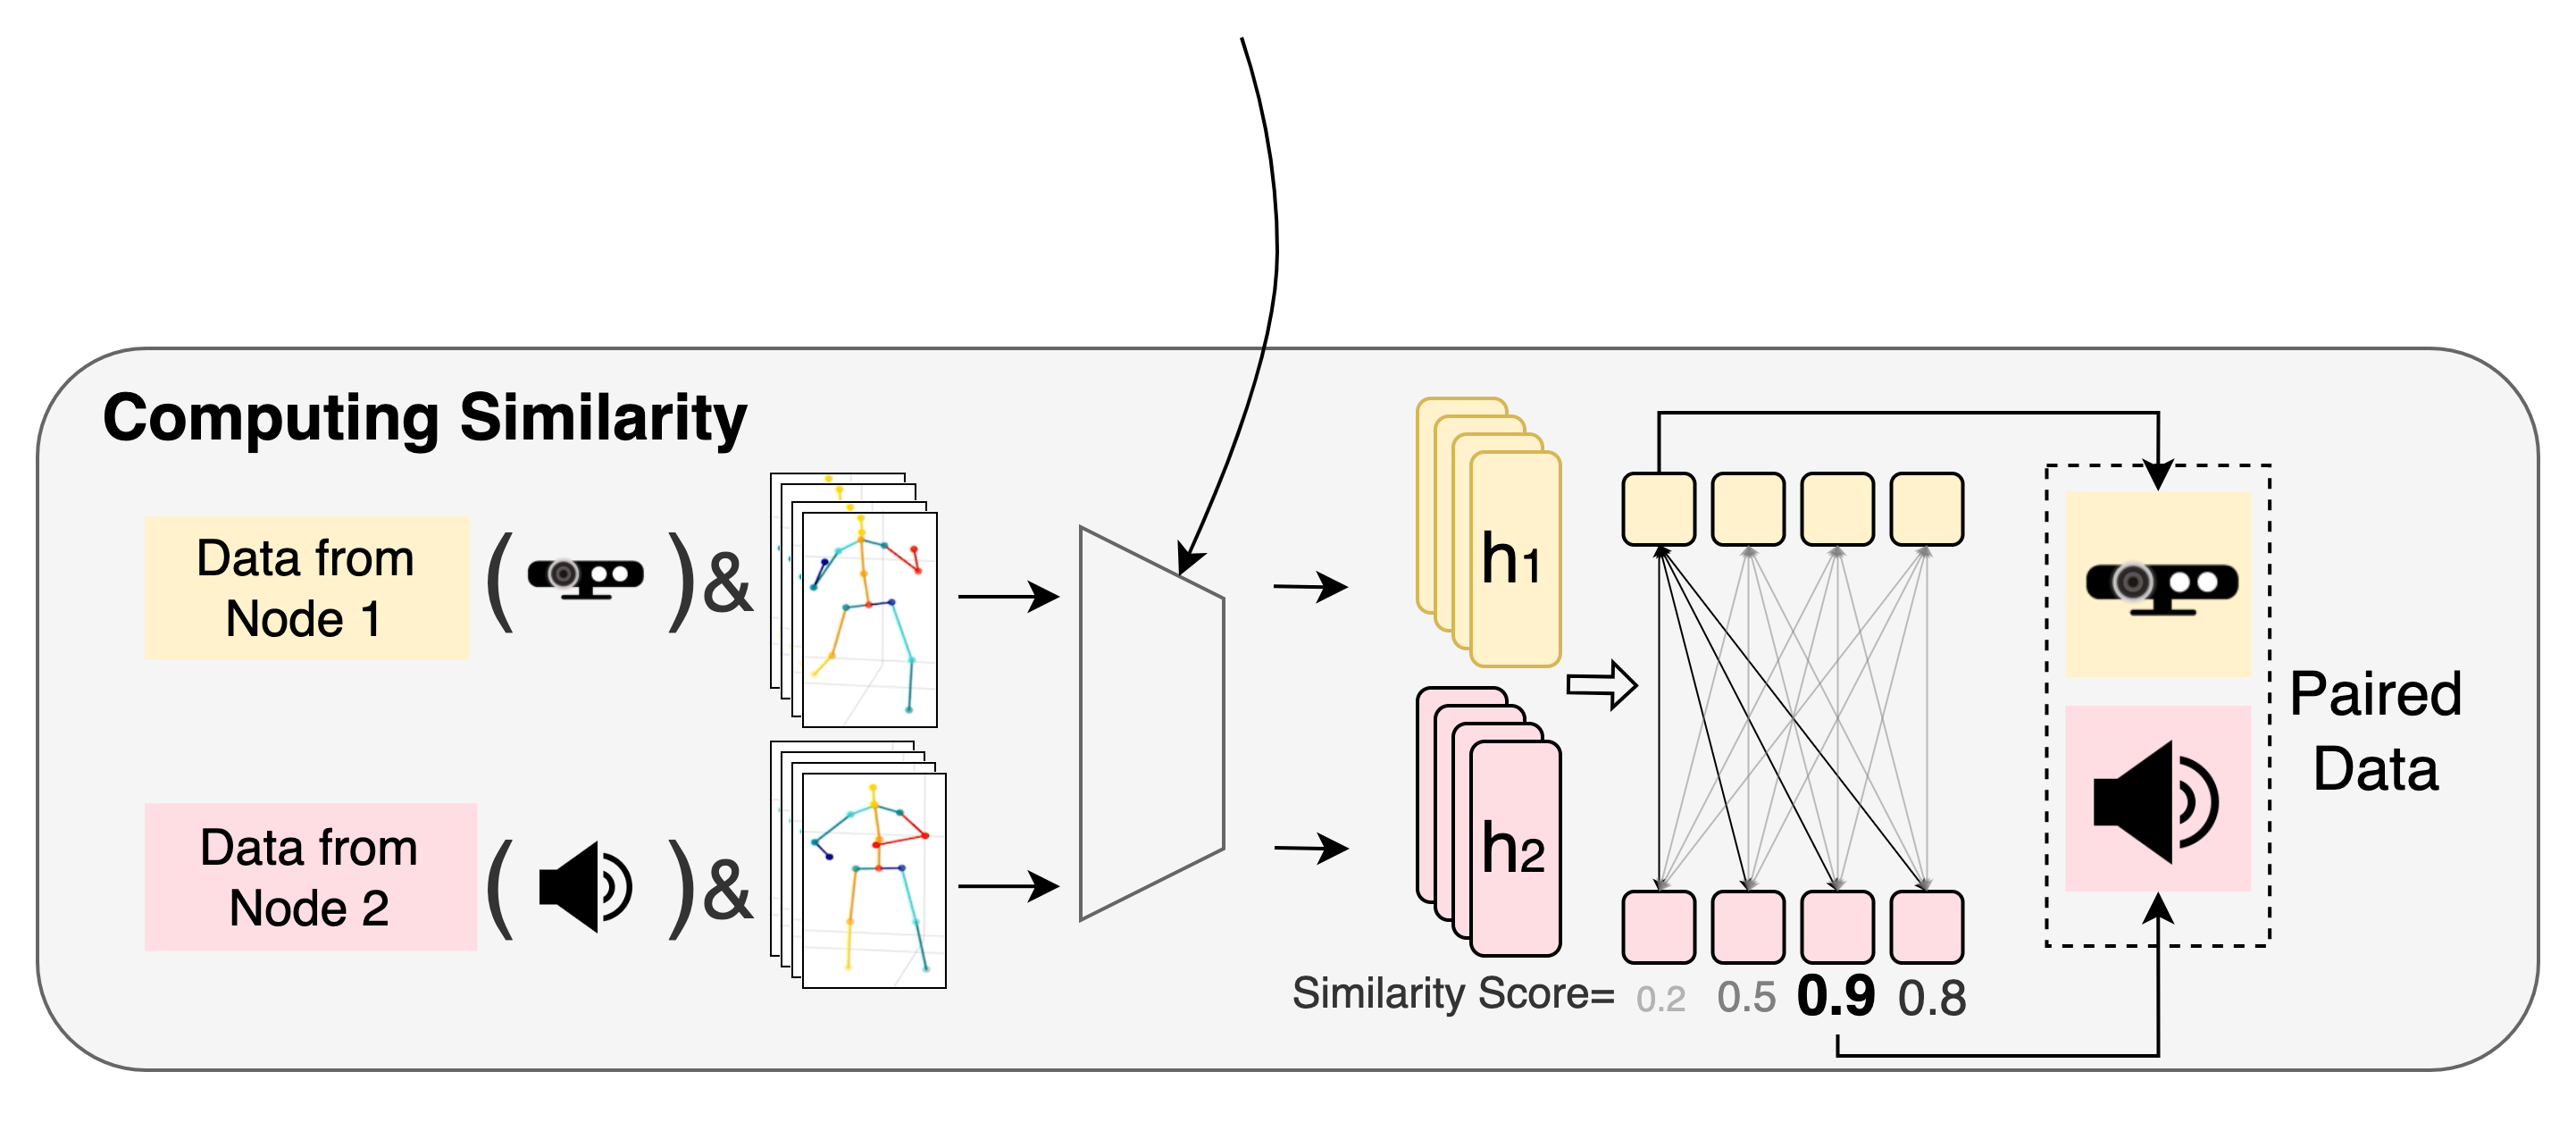 Computing Similarity
Data from
Node 1
( ) &
Data from
Node 2
( ) &
h1
h2
Similarity Score= 0.2 0.5 0.9 0.8
Paired
Data